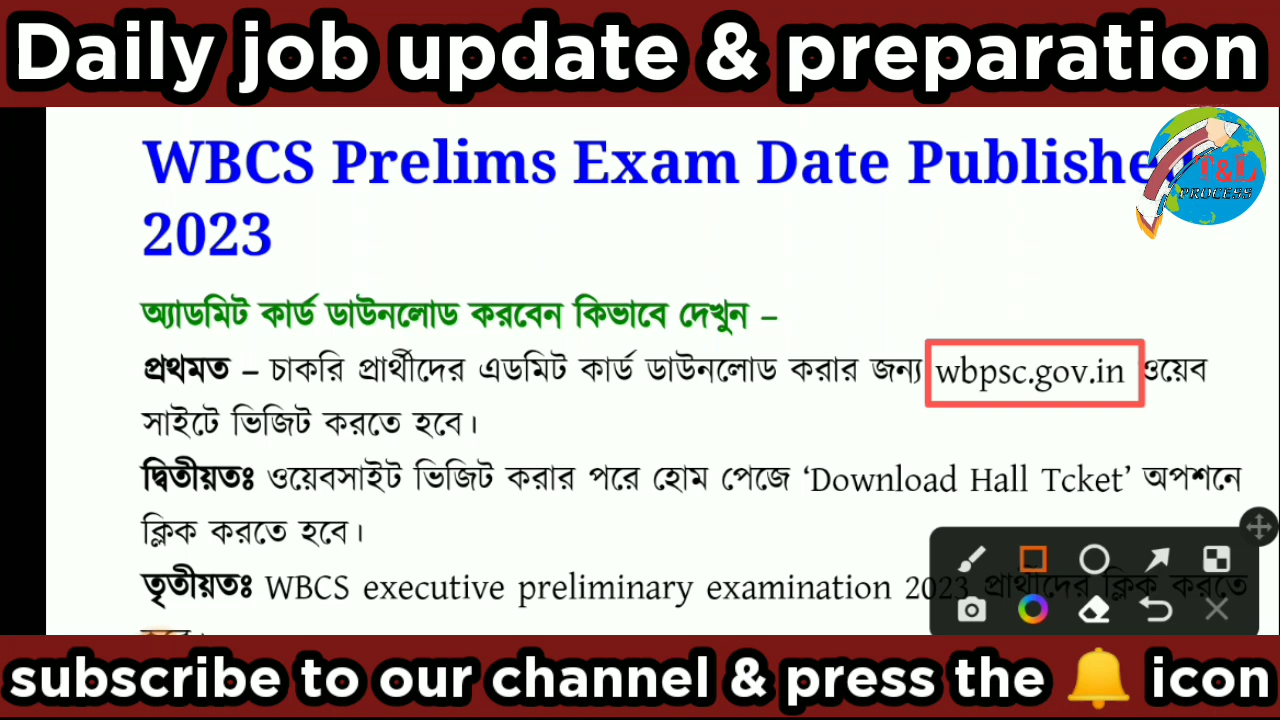 Daily job update & preparation
WBCS Prelims Exam Date Published
2023
T&L
PROCESS
অ্যাডমিট কার্ড ডাউনলোড করবেন কিভাবে দেখুন –
প্রথমত – চাকরি প্রার্থীদের এডমিট কার্ড ডাউনলোড করার জন্য wbpsc.gov.in ওয়েব
সাইটে ভিজিট করতে হবে।
দ্বিতীয়তঃ ওয়েবসাইট ভিজিট করার পরে হোম পেজে ‘Download Hall Tcket’ অপশনে
ক্লিক করতে হবে।
তৃতীয়তঃ WBCS executive preliminary examination 2023 প্রার্থীদের ক্লিক করতে
subscribe to our channel & press the 🔔 icon